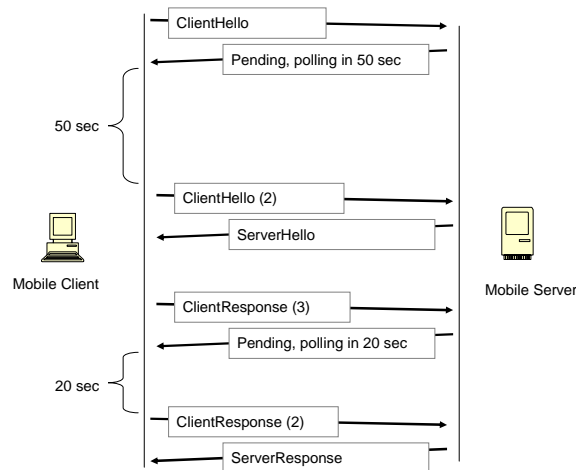 ClientHello
Pending, polling in 50 sec
50 sec
ClientHello (2)
ServerHello
Mobile Client
Mobile Server
ClientResponse (3)
Pending, polling in 20 sec
20 sec
ClientResponse (2)
ServerResponse